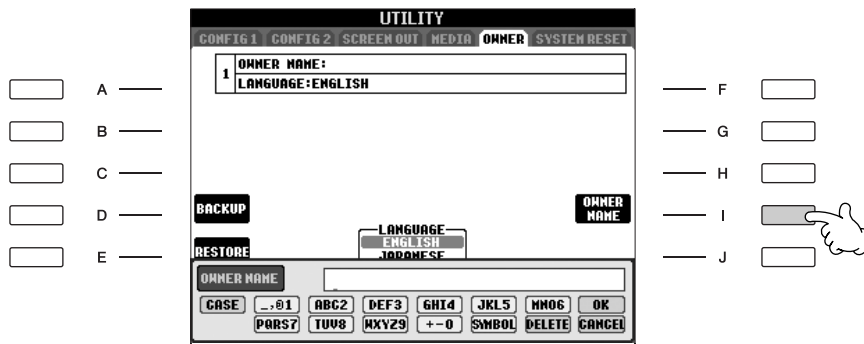 UTILITY
CONFIG 1 CONFIG 2 SCREEN OUT MEDIA OWNER SYSTEM RESET
1 OWNER NAME:
LANGUAGE:ENGLISH
A F
B G
C H
BACKUP OWNER NAME
D I
LANGUAGE
ENGLISH
RESTORE JAPANESE
E J
OWNER NAME _
CASE _,@1 ABC2 DEF3 GHI4 JKL5 MNO6 OK
PQRS7 TUV8 WXYZ9 +-0 SYMBOL DELETE CANCEL